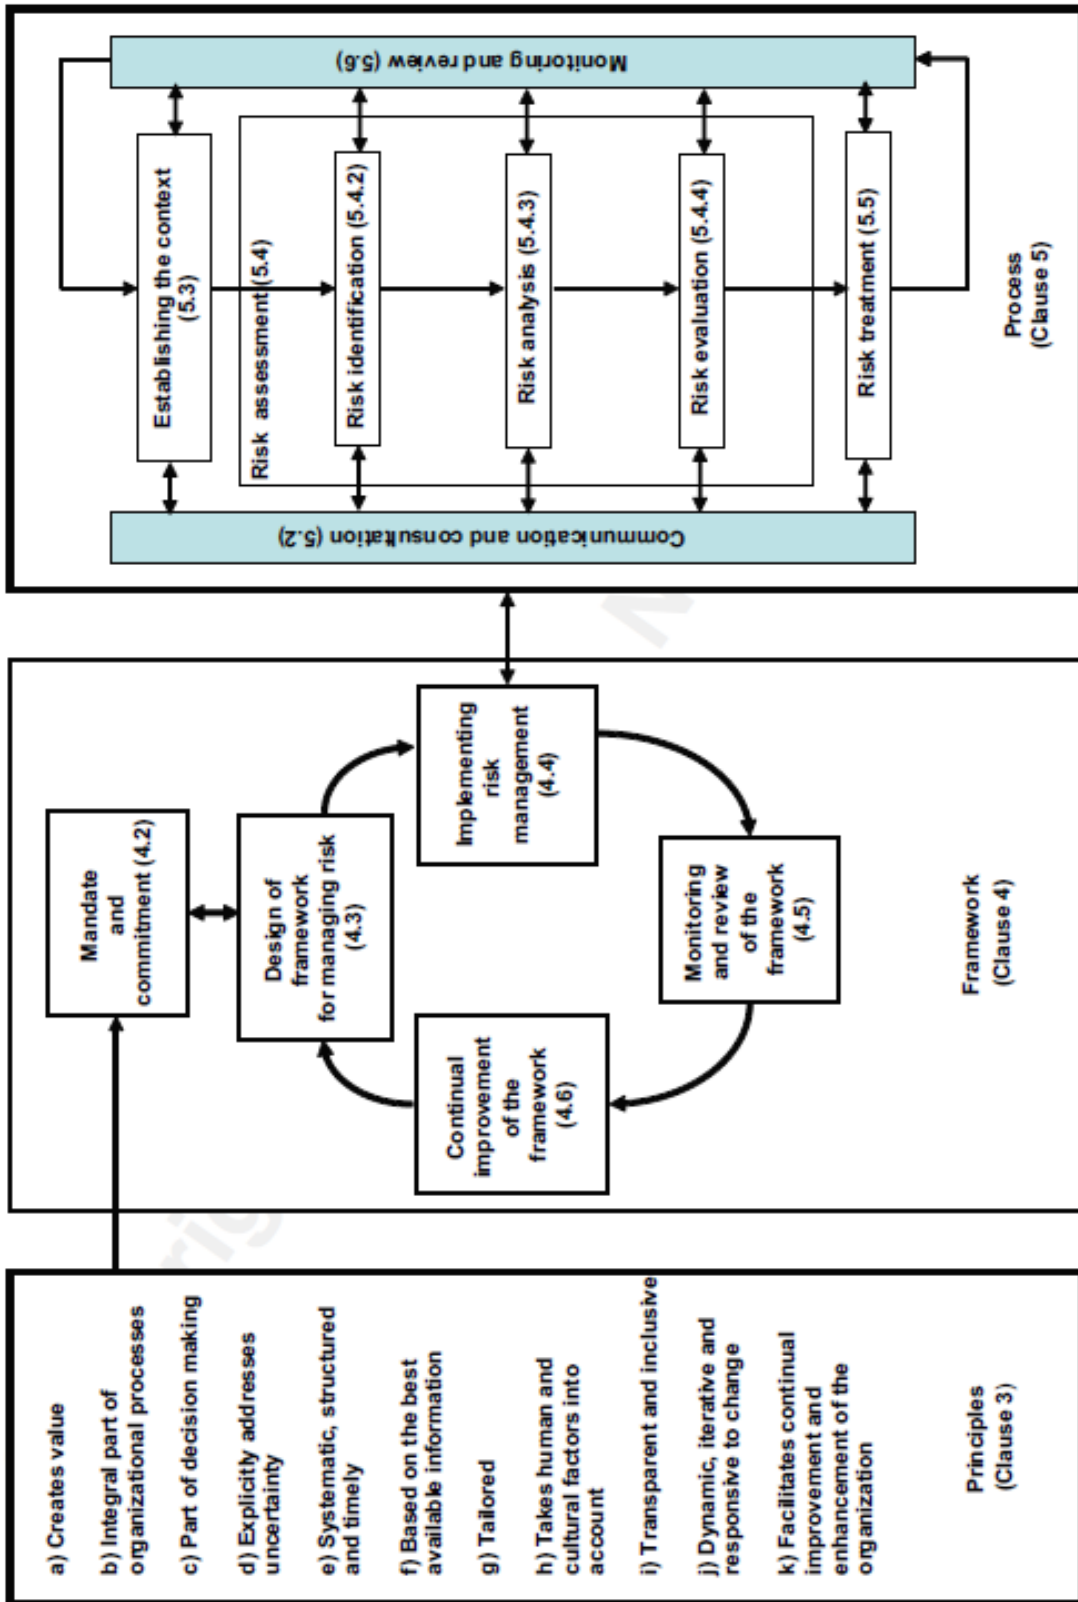 a) Creates value
b) Integral part of
organizational processes
c) Part of decision making
d) Explicitly addresses
uncertainty
e) Systematic, structured
and timely
f) Based on the best
available information
g) Tailored
h) Takes human and
cultural factors into
account
i) Transparent and inclusive
j) Dynamic, iterative and
responsive to change
k) Facilitates continual
improvement and
enhancement of the
organization
Principles
(Clause 3)
Mandate
and
commitment (4.2)
Design of
framework
for managing risk
(4.3)
Implementing
risk
management
(4.4)
Monitoring
and review
of the
framework
(4.5)
Continual
improvement
of the
framework
(4.6)
Framework
(Clause 4)
Communication and consultation (5.2)
Establishing the context
(5.3)
Risk assessment (5.4)
Risk identification (5.4.2)
Risk analysis (5.4.3)
Risk evaluation (5.4.4)
Risk treatment (5.5)
Monitoring and review (5.6)
Process
(Clause 5)